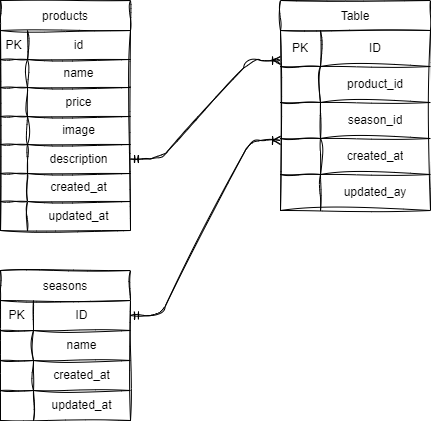 products
PK id
name
price
image
description
created_at
updated_at
Table
PK ID
product_id
season_id
created_at
updated_ay
seasons
PK ID
name
created_at
updated_at